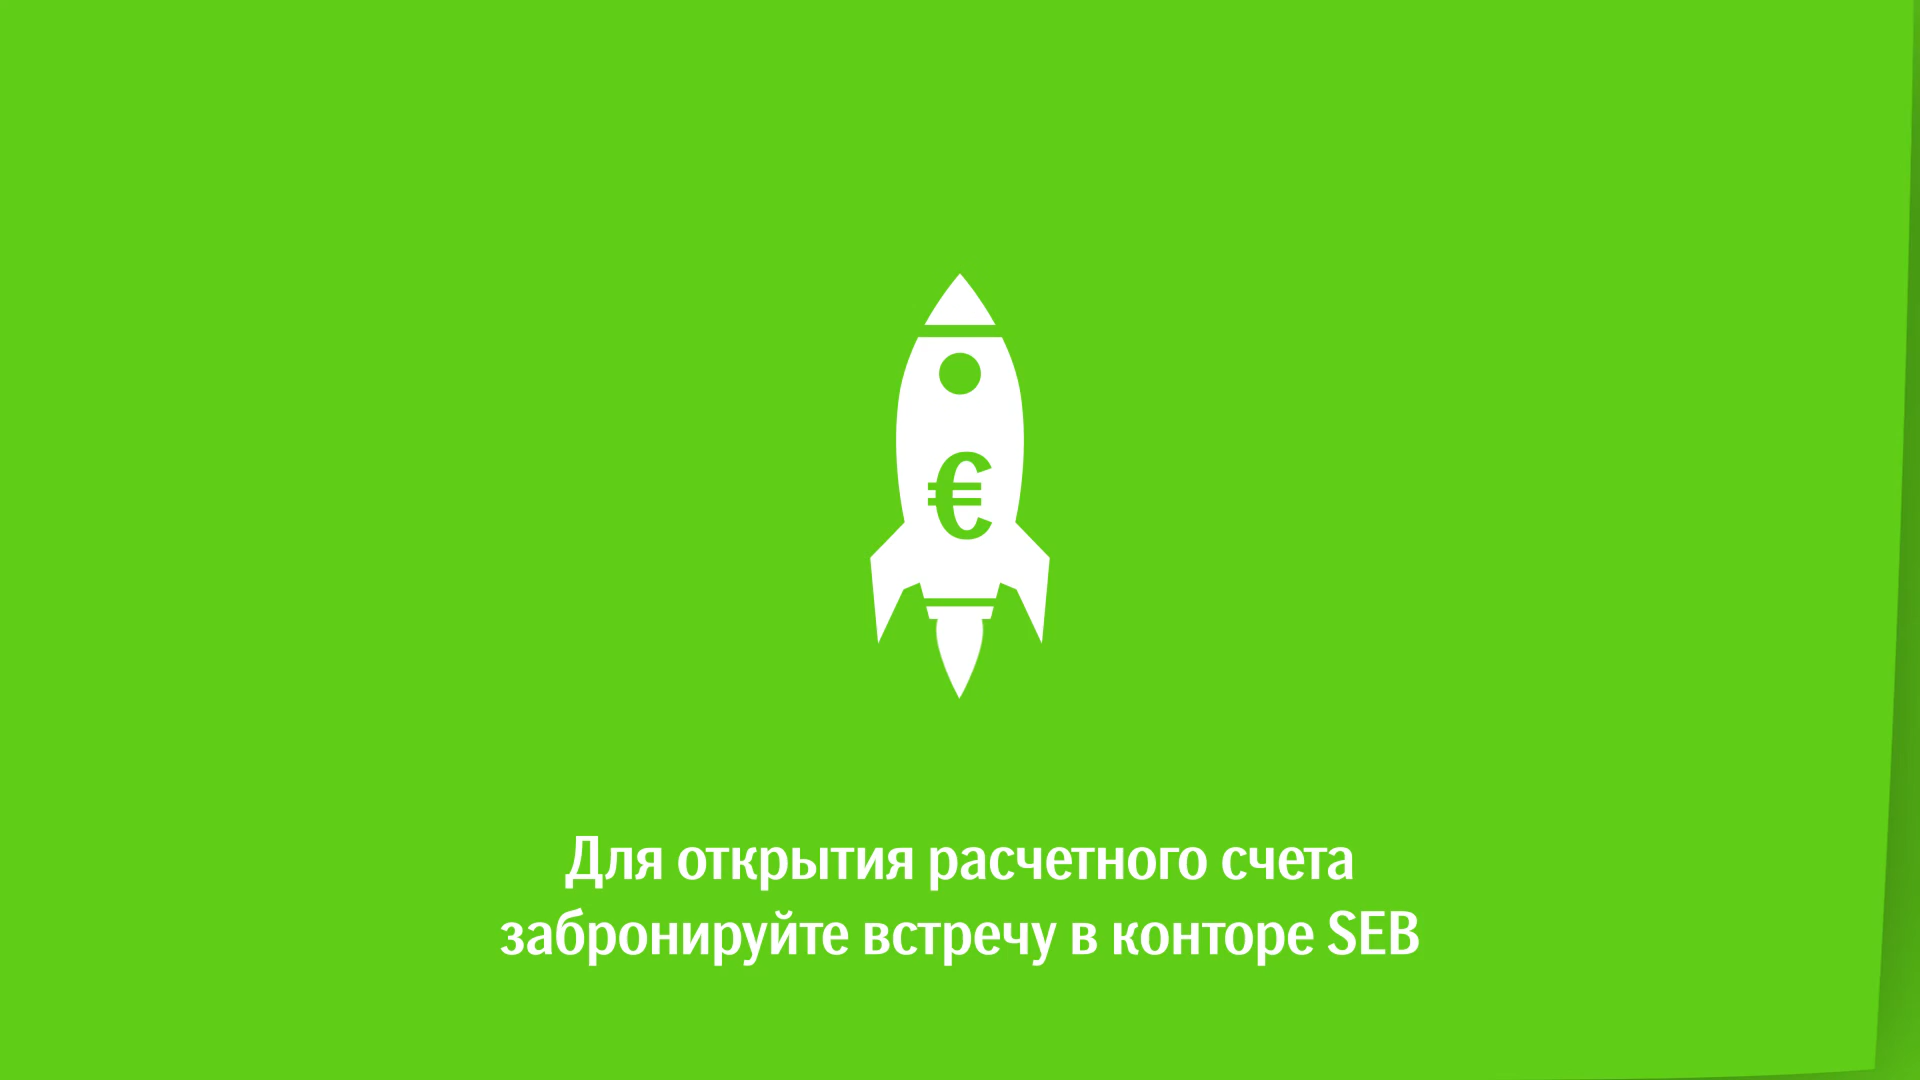 €
Для открытия расчетного счета
забронируйте встречу в конторе SEB